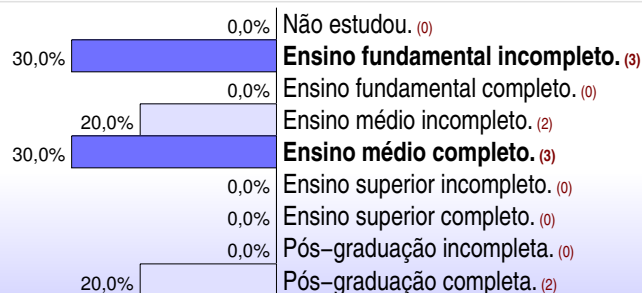 0,0% Não estudou. (0)
30,0% Ensino fundamental incompleto. (3)
0,0% Ensino fundamental completo. (0)
20,0% Ensino médio incompleto. (2)
30,0% Ensino médio completo. (3)
0,0% Ensino superior incompleto. (0)
0,0% Ensino superior completo. (0)
0,0% Pós−graduação incompleta. (0)
20,0% Pós−graduação completa. (2)